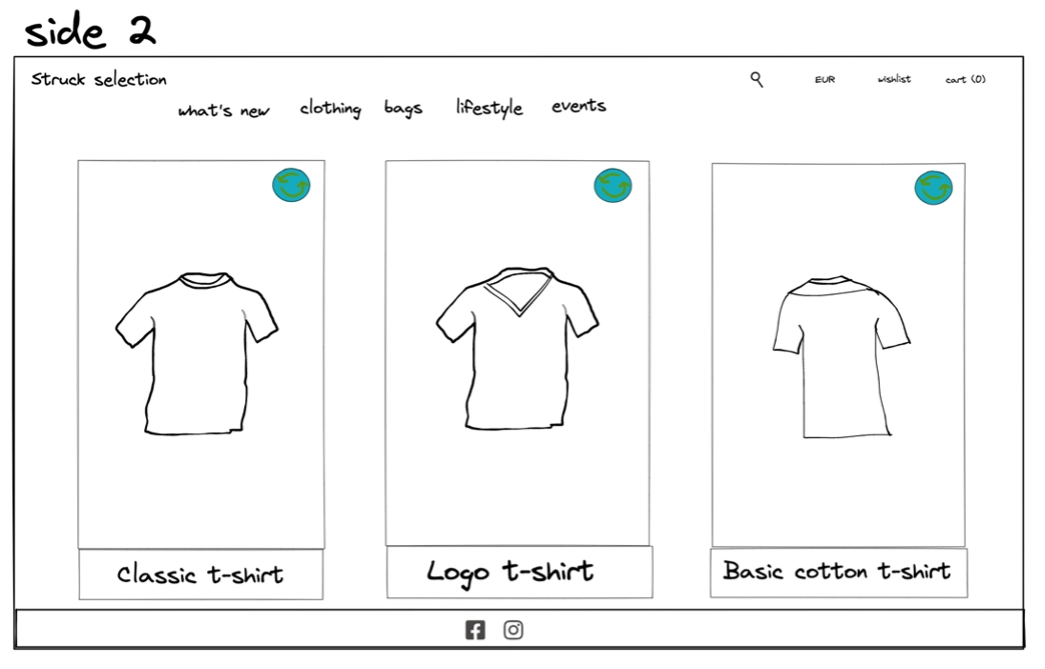 side 2
Struck selection EUR wishlist cart (0)
what's new clothing bags lifestyle events
Classic t-shirt Logo t-shirt Basic cotton t-shirt